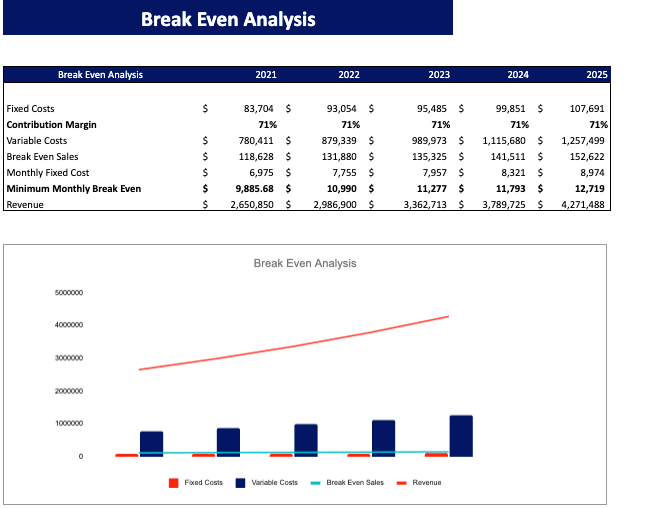 Break Even Analysis
Break Even Analysis 2021 2022 2023 2024 2025
Fixed Costs $ 83,704 $ 93,054 $ 95,485 $ 99,851 $ 107,691
Contribution Margin 71% 71% 71% 71% 71%
Variable Costs $ 780,411 $ 879,339 $ 989,973 $ 1,115,680 $ 1,257,499
Break Even Sales $ 118,628 $ 131,880 $ 135,325 $ 141,511 $ 152,622
Monthly Fixed Cost $ 6,975 $ 7,755 $ 7,957 $ 8,321 $ 8,974
Minimum Monthly Break Even $ 9,885.68 $ 10,990 $ 11,277 $ 11,793 $ 12,719
Revenue $ 2,650,850 $ 2,986,900 $ 3,362,713 $ 3,789,725 $ 4,271,488
Break Even Analysis
5000000
4000000
3000000
2000000
1000000
0
Fixed Costs Variable Costs Break Even Sales Revenue